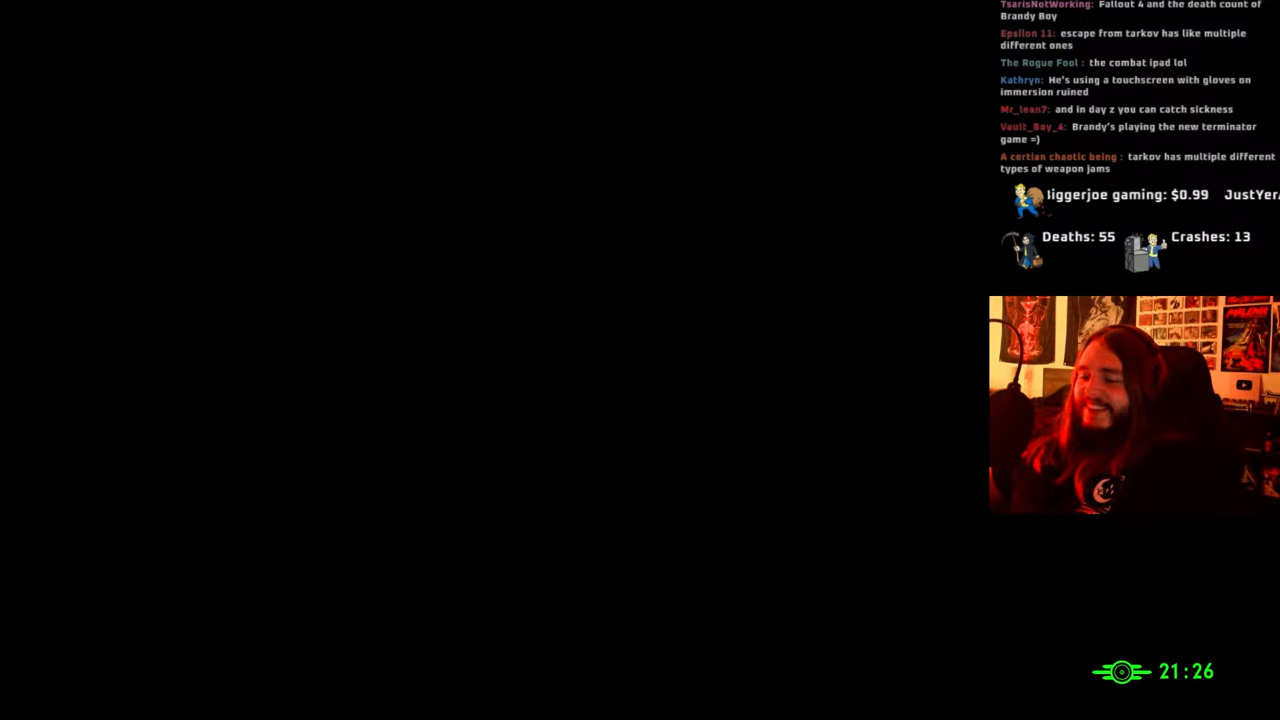 TsarisNotWorking: Fallout 4 and the death count of
Brandy Boy
Epsilon 11: escape from tarkov has like multiple
different ones
The Rogue Fool : the combat ipad lol
Kathryn: He's using a touchscreen with gloves on
immersion ruined
Mr_lean7: and in day z you can catch sickness
Vault_Boy_4: Brandy's playing the new terminator
game =)
A certian chaotic being : tarkov has multiple different
types of weapon jams
iggerjoe gaming: $0.99 JustYer
Deaths: 55 Crashes: 13
21:26